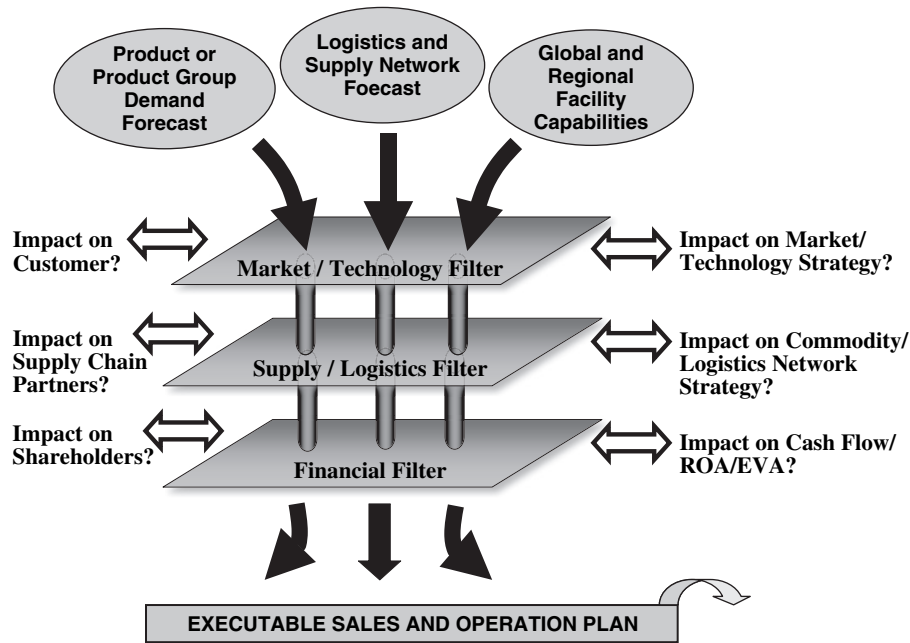 Product or
Product Group
Demand
Forecast
Logistics and
Supply Network
Foecast
Global and
Regional
Facility
Capabilities
Impact on
Customer?
Market / Technology Filter
Impact on Market/
Technology Strategy?
Impact on
Supply Chain
Partners?
Supply / Logistics Filter
Impact on Commodity/
Logistics Network
Strategy?
Impact on
Shareholders?
Financial Filter
Impact on Cash Flow/
ROA/EVA?
EXECUTABLE SALES AND OPERATION PLAN